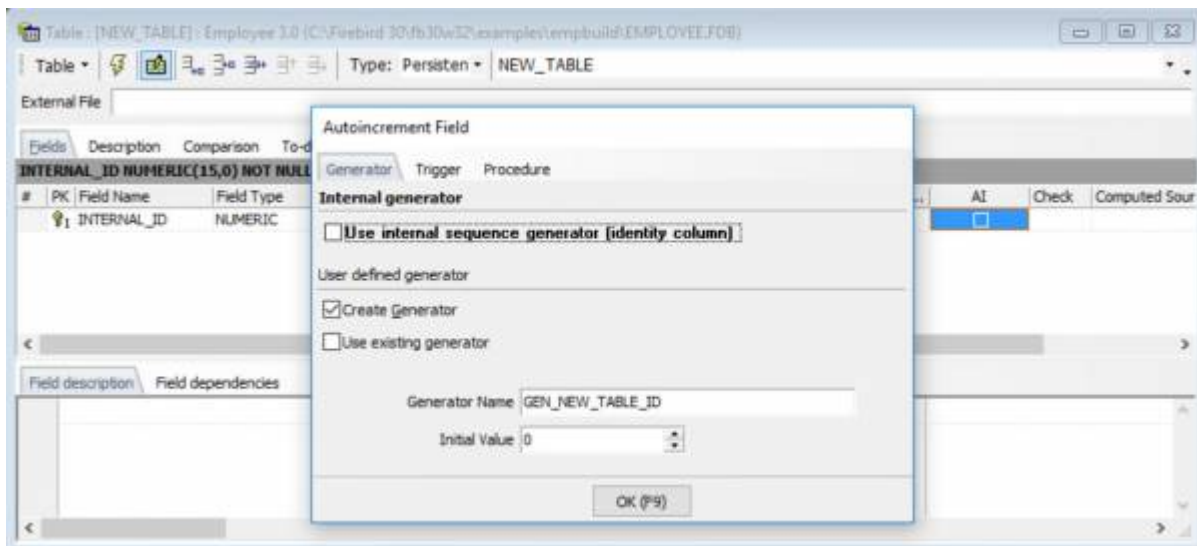 Table : [NEW_TABLE] : Employee 3.0 (C:\Firebird 30\fb30w32\examples\empbuild\EMPLOYEE.FDB)
Table Type: Persisten NEW_TABLE
External File
Fields Description Comparison To-d
INTERNAL_ID NUMERIC(15,0) NOT NULL
# PK Field Name Field Type AI Check Computed Sour
1 INTERNAL_ID NUMERIC
Autoincrement Field
Generator Trigger Procedure
Internal generator
Use internal sequence generator (identity column)
User defined generator
Create Generator
Use existing generator
Generator Name GEN_NEW_TABLE_ID
Initial Value 0
OK (F9)
Field description Field dependencies